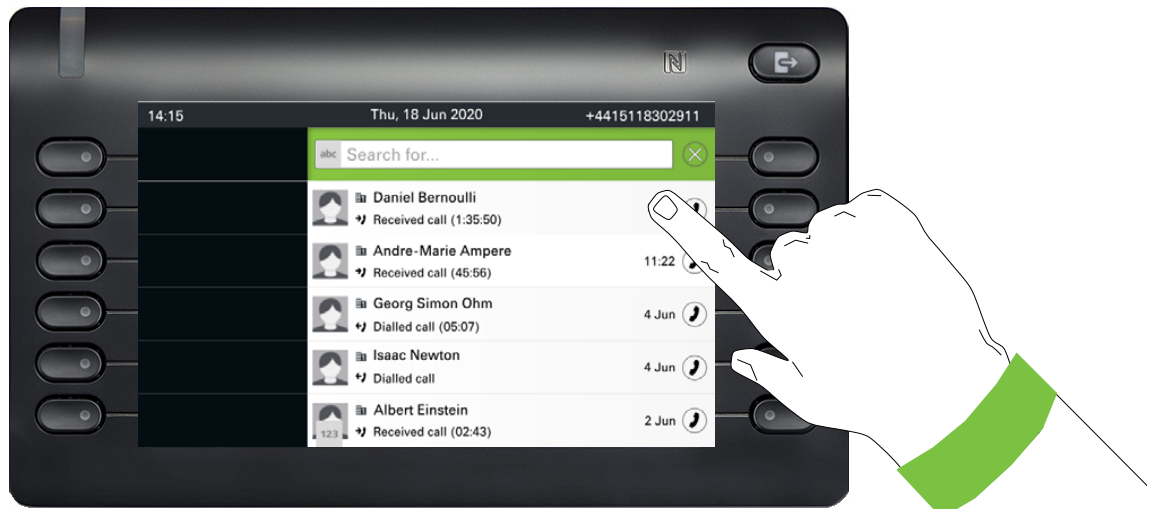 14:15 Thu, 18 Jun 2020 +4415118302911
abc Search for...
Daniel Bernoulli
Received call (1:35:50)
Andre-Marie Ampere
Received call (45:56)
11:22
Georg Simon Ohm
Dialled call (05:07)
4 Jun
Isaac Newton
Dialled call
4 Jun
Albert Einstein
123 Received call (02:43)
2 Jun